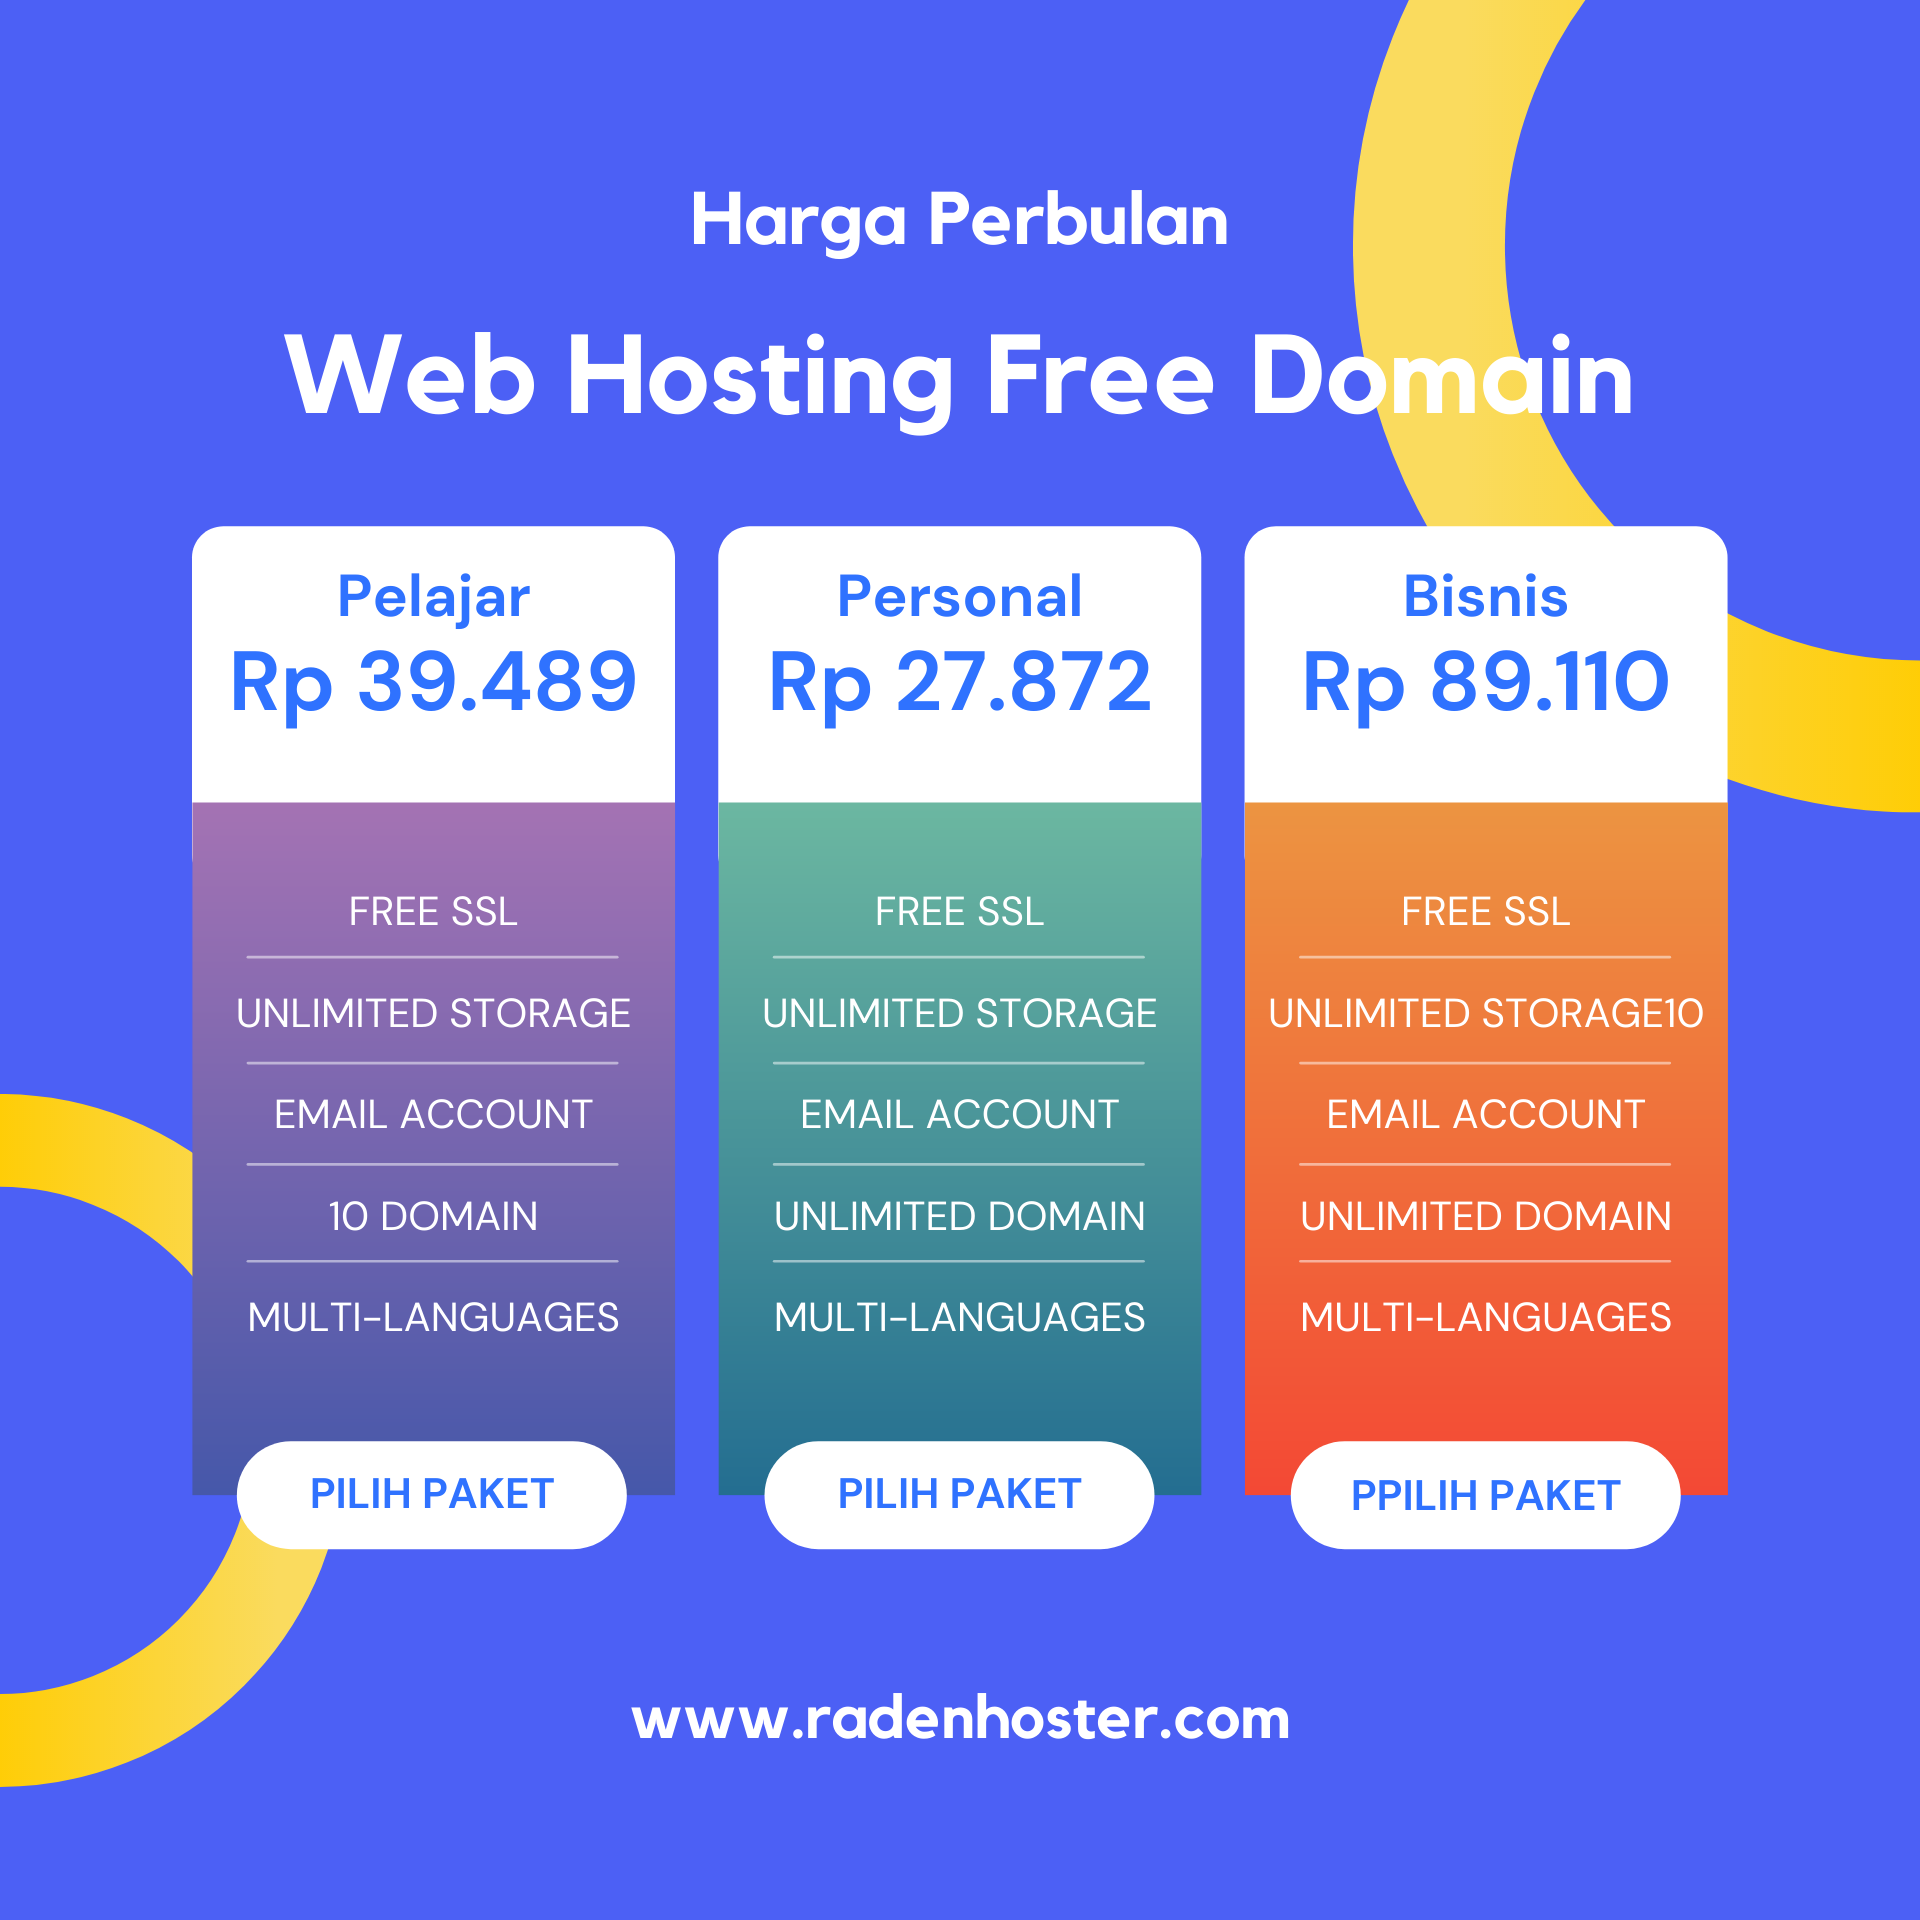 Harga Perbulan
Web Hosting Free Domain
Pelajar
Rp 39.489
FREE SSL
UNLIMITED STORAGE
EMAIL ACCOUNT
10 DOMAIN
MULTI-LANGUAGES
PILIH PAKET
Personal
Rp 27.872
FREE SSL
UNLIMITED STORAGE
EMAIL ACCOUNT
UNLIMITED DOMAIN
MULTI-LANGUAGES
PILIH PAKET
Bisnis
Rp 89.110
FREE SSL
UNLIMITED STORAGE10
EMAIL ACCOUNT
UNLIMITED DOMAIN
MULTI-LANGUAGES
PPILIH PAKET
www.radenhoster.com